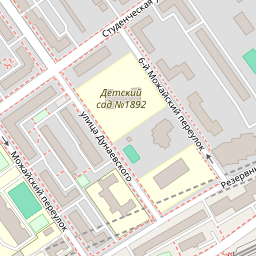 Студенческая у
6-й Можайский переулок
Детский
сад №1892
улица Дунаевского
Можайский переулок
Резервн